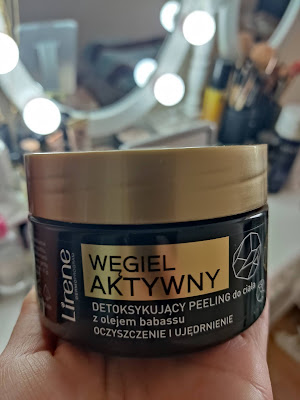 Lirene
WĘGIEL
AKTYWNY
DETOKSYKUJĄCY PEELING do ciała
z olejem babassu
OCZYSZCZENIE I UJĘDRNIENIE